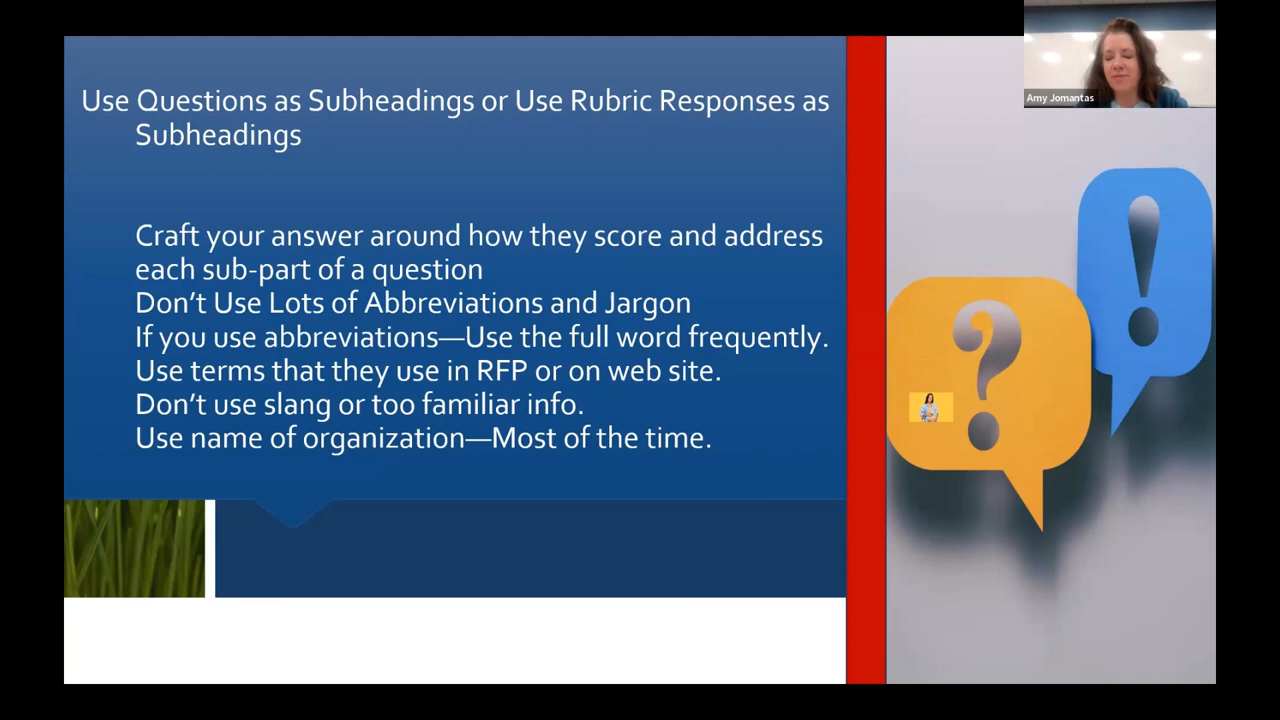 Amy Jomantas
Use Questions as Subheadings or Use Rubric Responses as
Subheadings
Craft your answer around how they score and address
each sub-part of a question
Don’t Use Lots of Abbreviations and Jargon
If you use abbreviations—Use the full word frequently.
Use terms that they use in RFP or on web site.
Don’t use slang or too familiar info.
Use name of organization—Most of the time.
? !